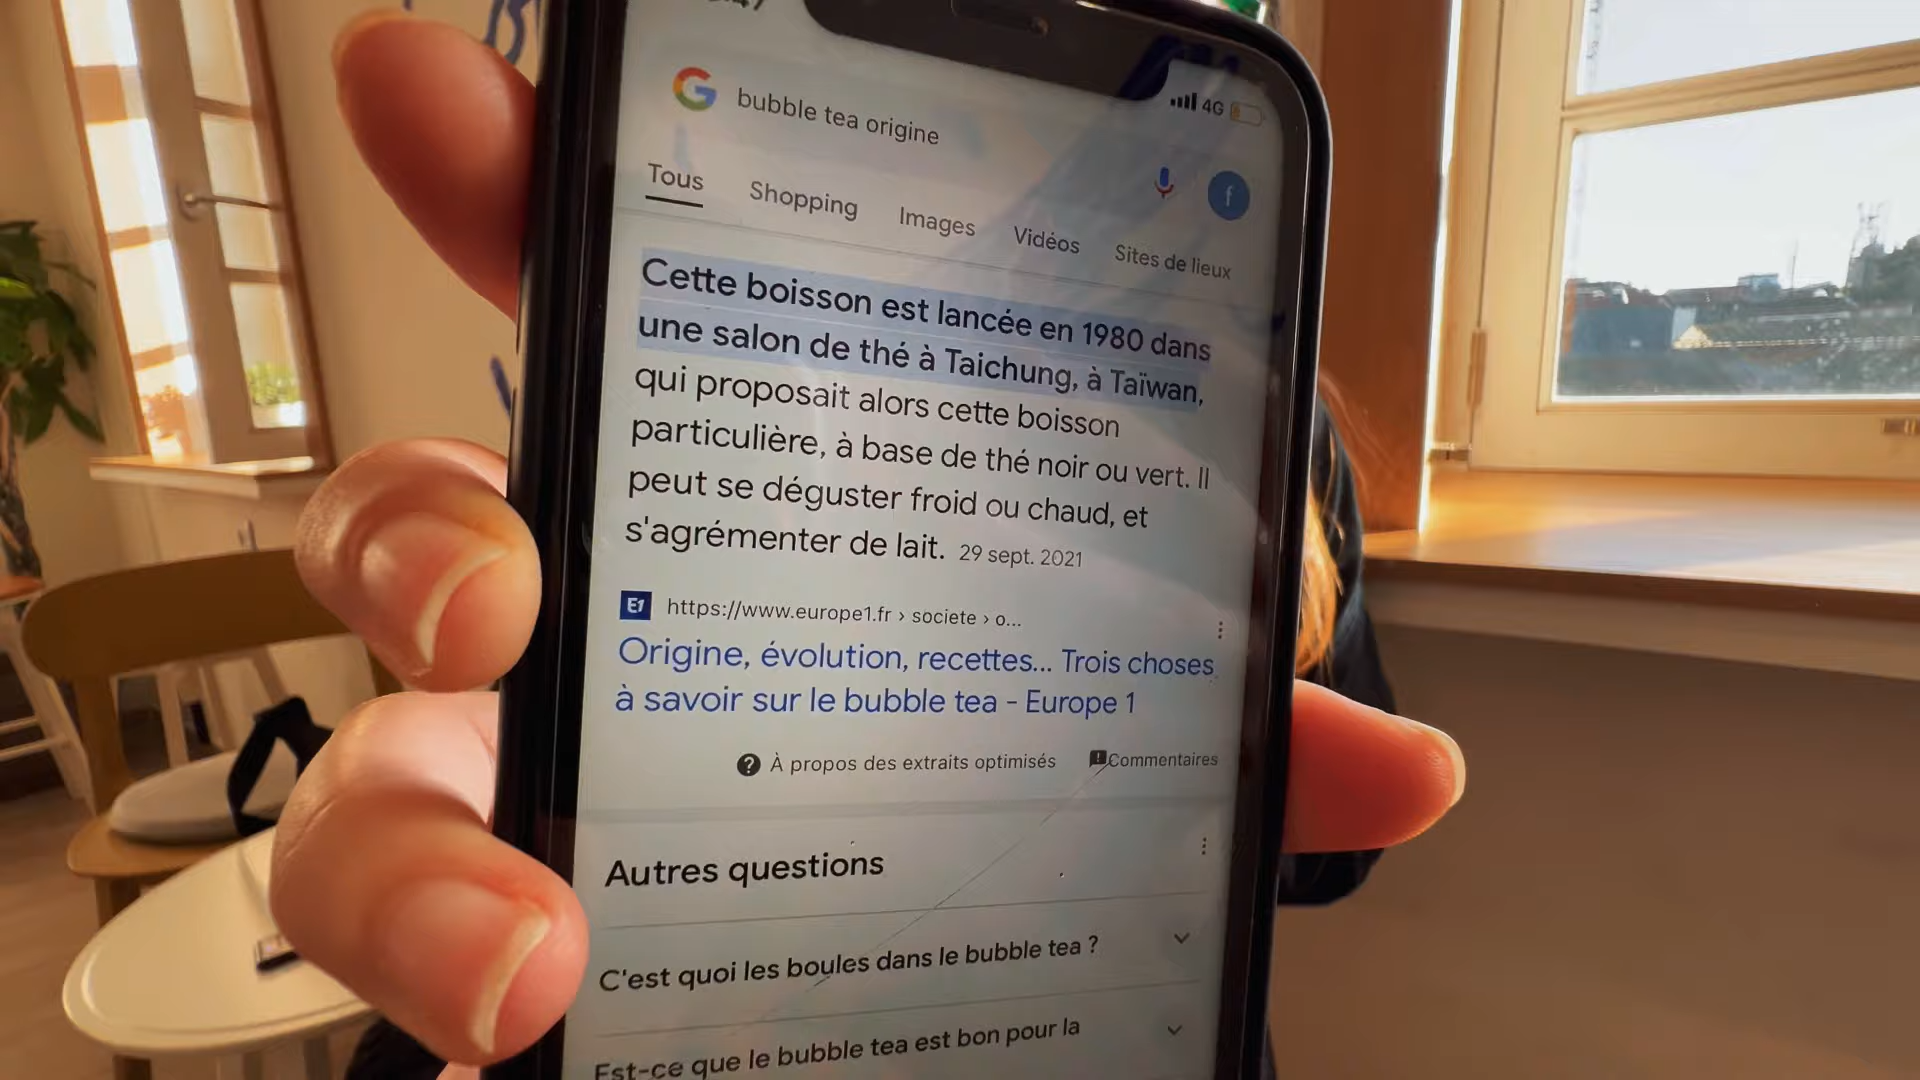 4G
bubble tea origine
f
Tous Shopping Images Vidéos Sites de lieux
Cette boisson est lancée en 1980 dans
une salon de thé à Taichung, à Taïwan,
qui proposait alors cette boisson
particulière, à base de thé noir ou vert. Il
peut se déguster froid ou chaud, et
s'agrémenter de lait. 29 sept. 2021
E1 https://www.europe1.fr › societe › o...
Origine, évolution, recettes... Trois choses
à savoir sur le bubble tea - Europe 1
À propos des extraits optimisés Commentaires
Autres questions
C'est quoi les boules dans le bubble tea ?
Est-ce que le bubble tea est bon pour la